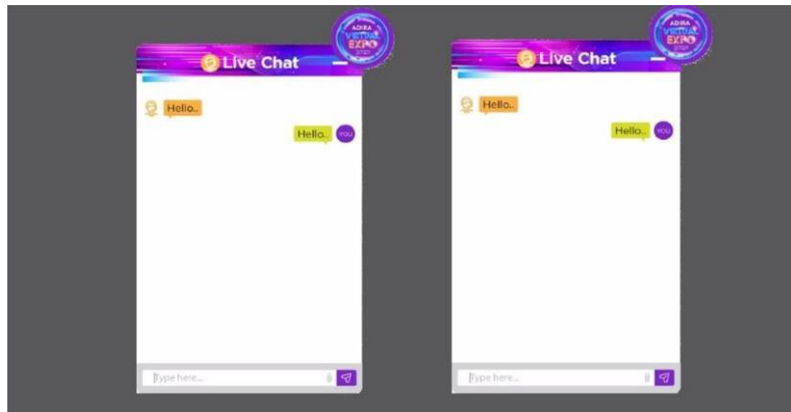 ADIRA
VIRTUAL
EXPO
Live Chat
Hello..
Hello..
YOU
Type here...
ADIRA
VIRTUAL
EXPO
Live Chat
Hello..
Hello..
YOU
Type here...